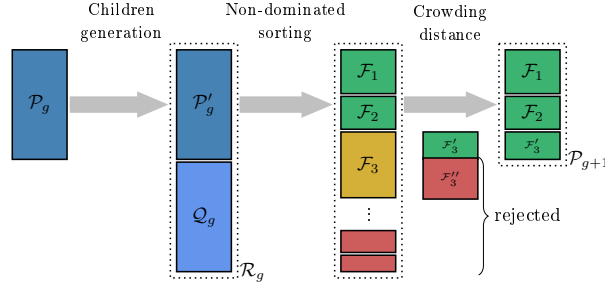 Children
generation
Non-dominated
sorting
Crowding
distance
𝒫g
𝒫′g
𝒬g
ℛg
ℱ1
ℱ2
ℱ3
⋮
ℱ′3
ℱ′′3
rejected
ℱ1
ℱ2
ℱ′3
𝒫g+1